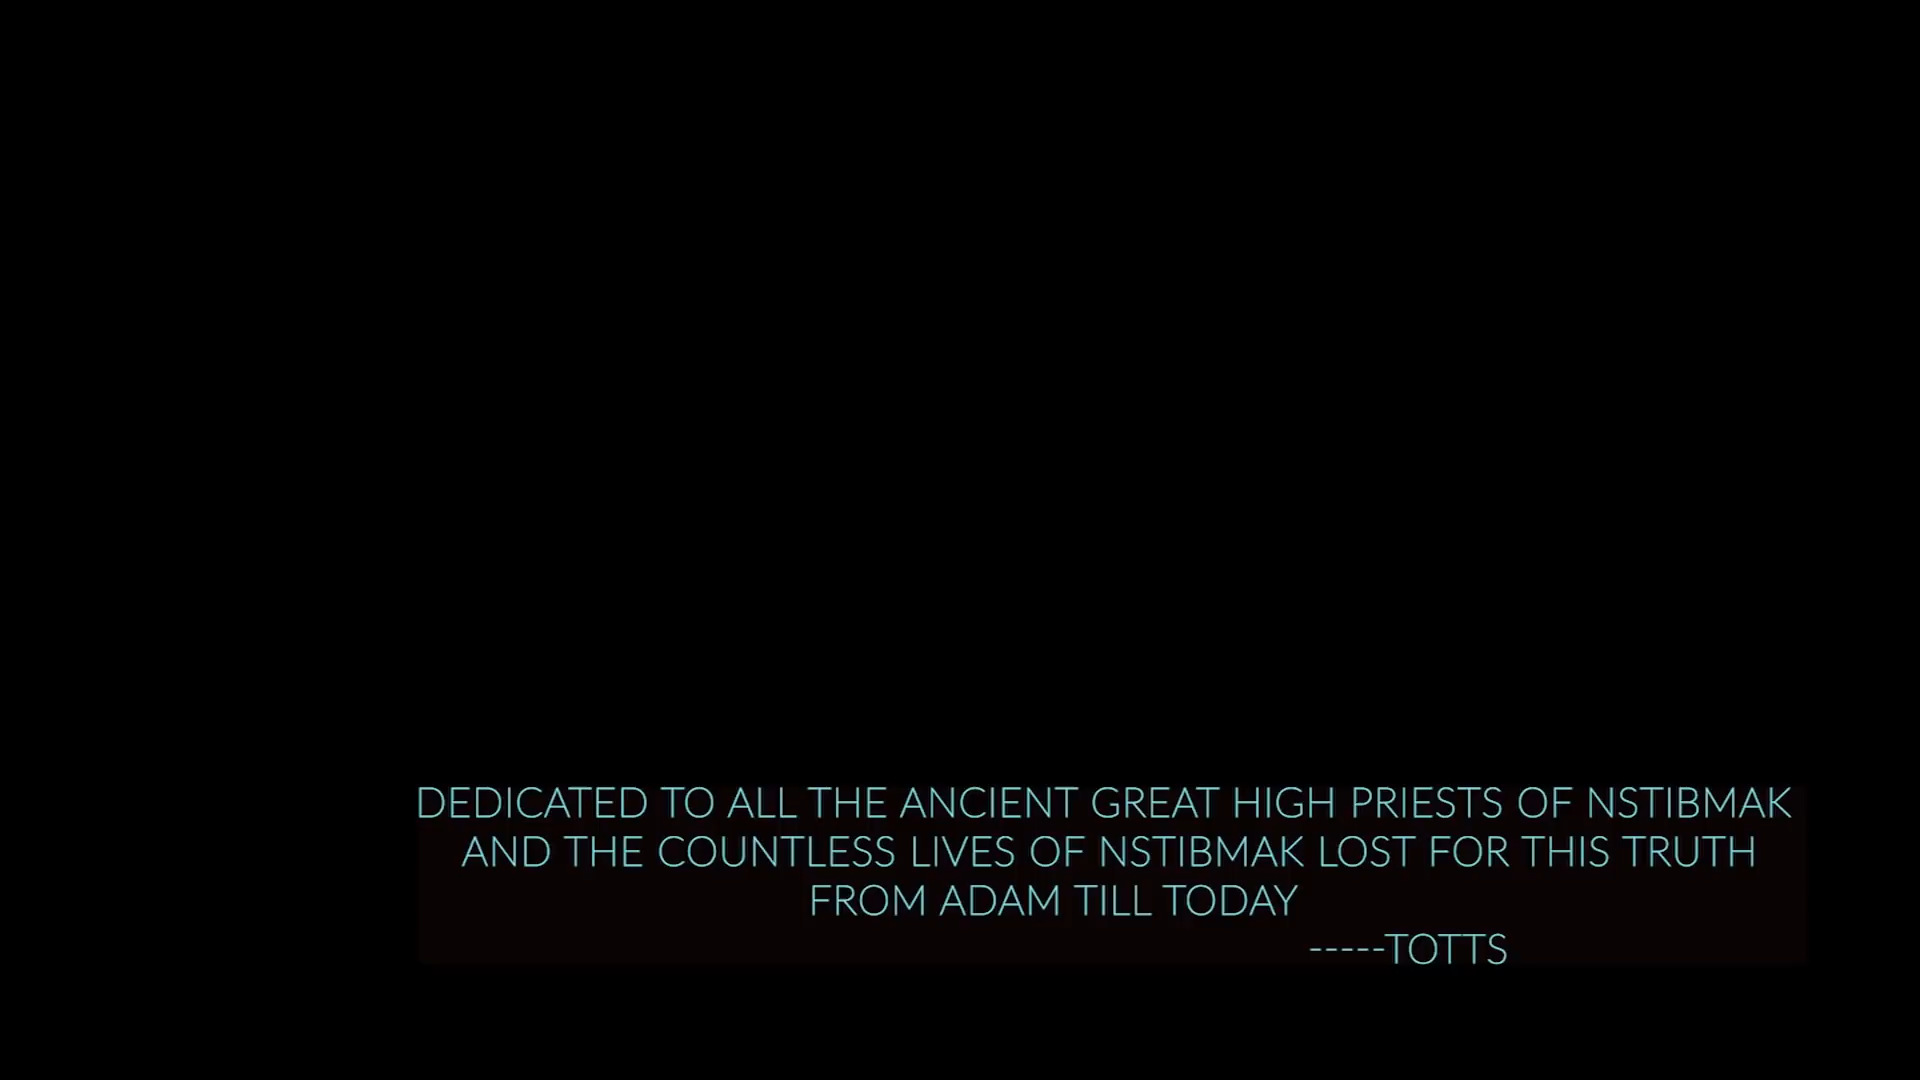 DEDICATED TO ALL THE ANCIENT GREAT HIGH PRIESTS OF NSTIBMAK
AND THE COUNTLESS LIVES OF NSTIBMAK LOST FOR THIS TRUTH
FROM ADAM TILL TODAY
-----TOTTS